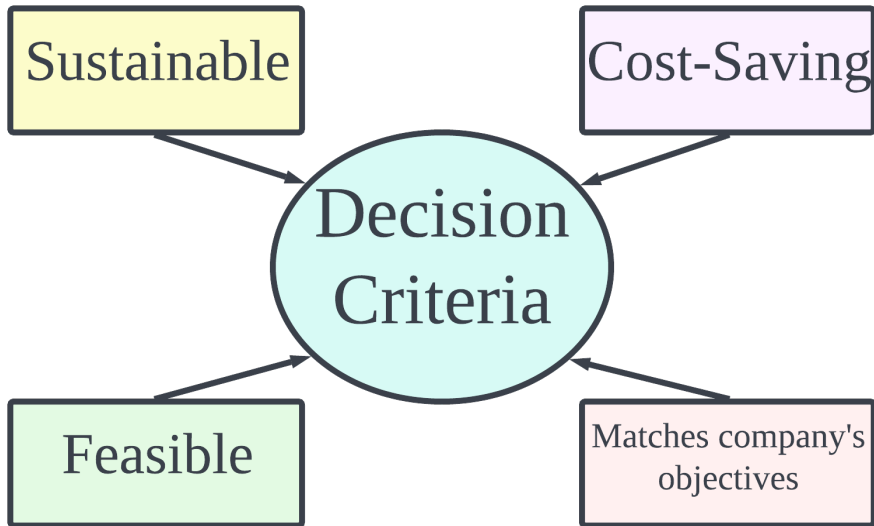 Sustainable
Cost-Saving
Decision
Criteria
Feasible
Matches company's
objectives